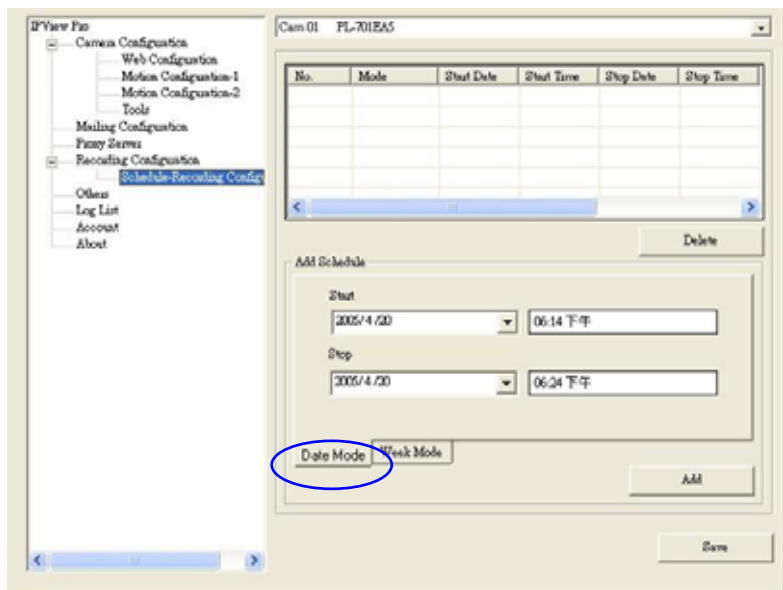 IPView Pro
Camera Configuration
Web Configuration
Motion Configuration-1
Motion Configuration-2
Tools
Mailing Configuration
Proxy Server
Recording Configuration
Schedule-Recording Configu
Others
Log List
Account
About
Cam 01 PL-701EAS
No. Mode Start Date Start Time Stop Date Stop Time
Delete
Add Schedule
Start
2005/4/20 06:14 下午
Stop
2005/4/20 06:24 下午
Date Mode Week Mode
Add
Save